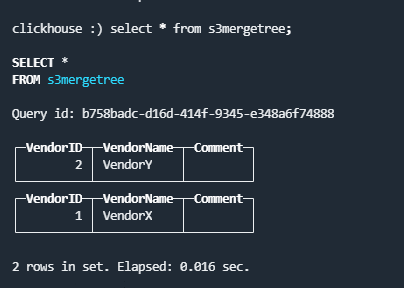 clickhouse :) select * from s3mergetree;
SELECT *
FROM s3mergetree
Query id: b758badc-d16d-414f-9345-e348a6f74888
VendorID VendorName Comment
2 VendorY
VendorID VendorName Comment
1 VendorX
2 rows in set. Elapsed: 0.016 sec.